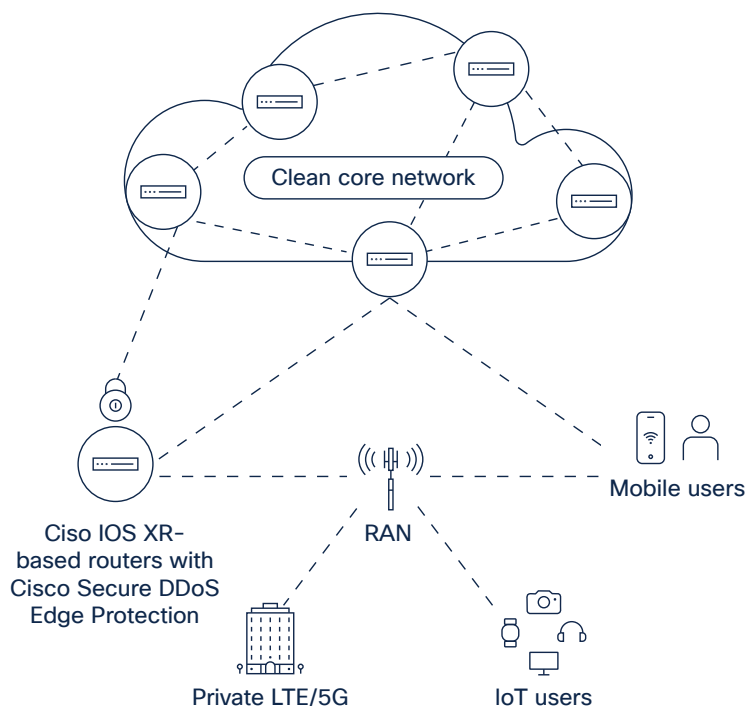 Clean core network
Mobile users
Ciso IOS XR-
based routers with
Cisco Secure DDoS
Edge Protection
RAN
Private LTE/5G
IoT users